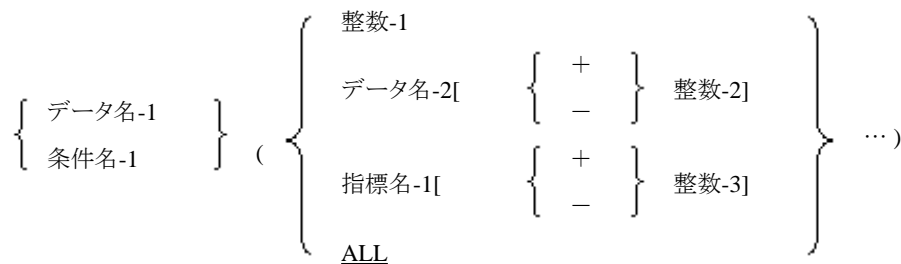 整数-1
データ名-2[ { + − } 整数-2]
{ データ名-1 条件名-1 } ( { } … )
指標名-1[ { + − } 整数-3]
ALL